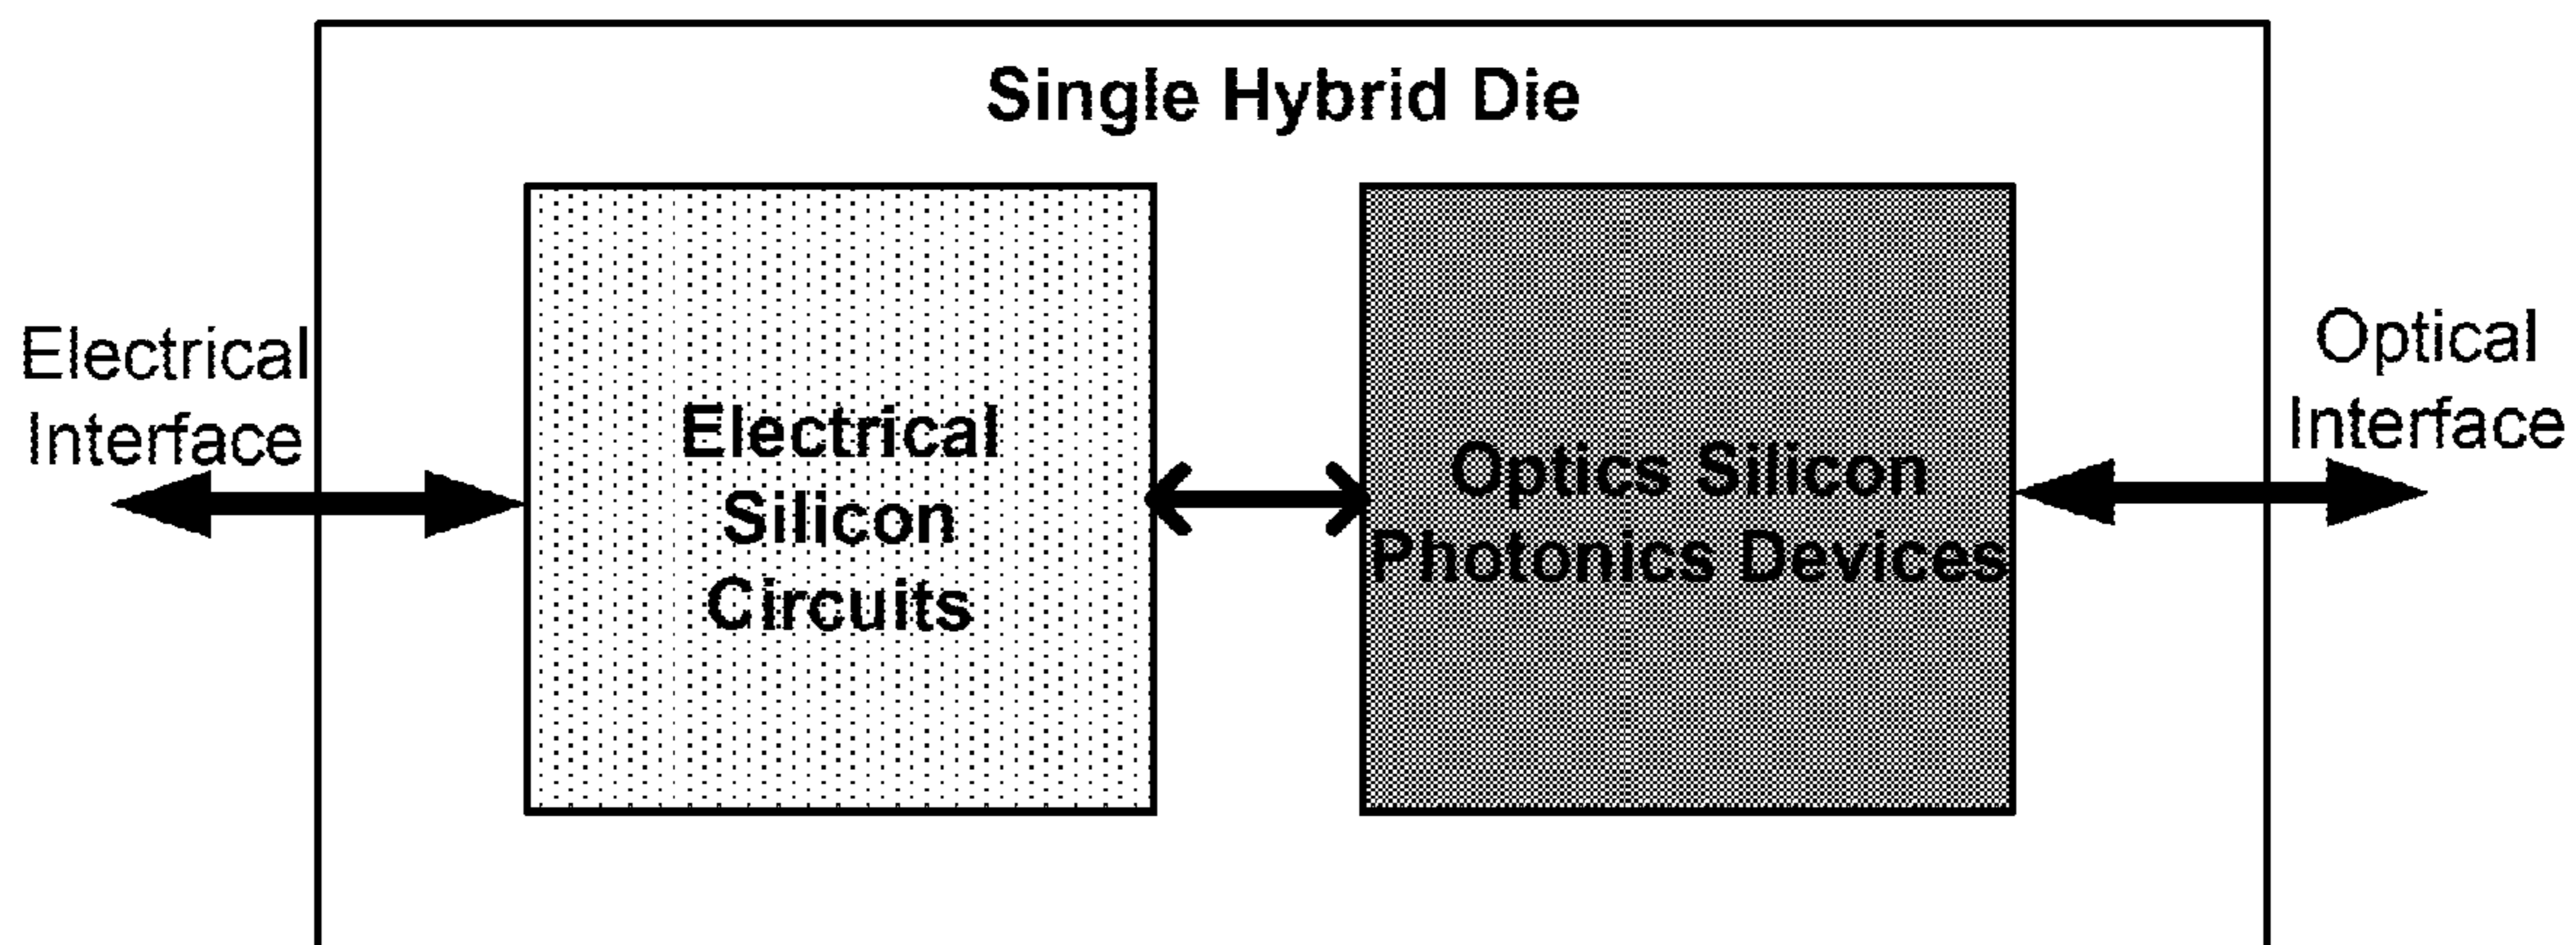 Single Hybrid Die
Electrical
Interface
Electrical
Silicon
Circuits
Optics Silicon
Photonics Devices
Optical
Interface